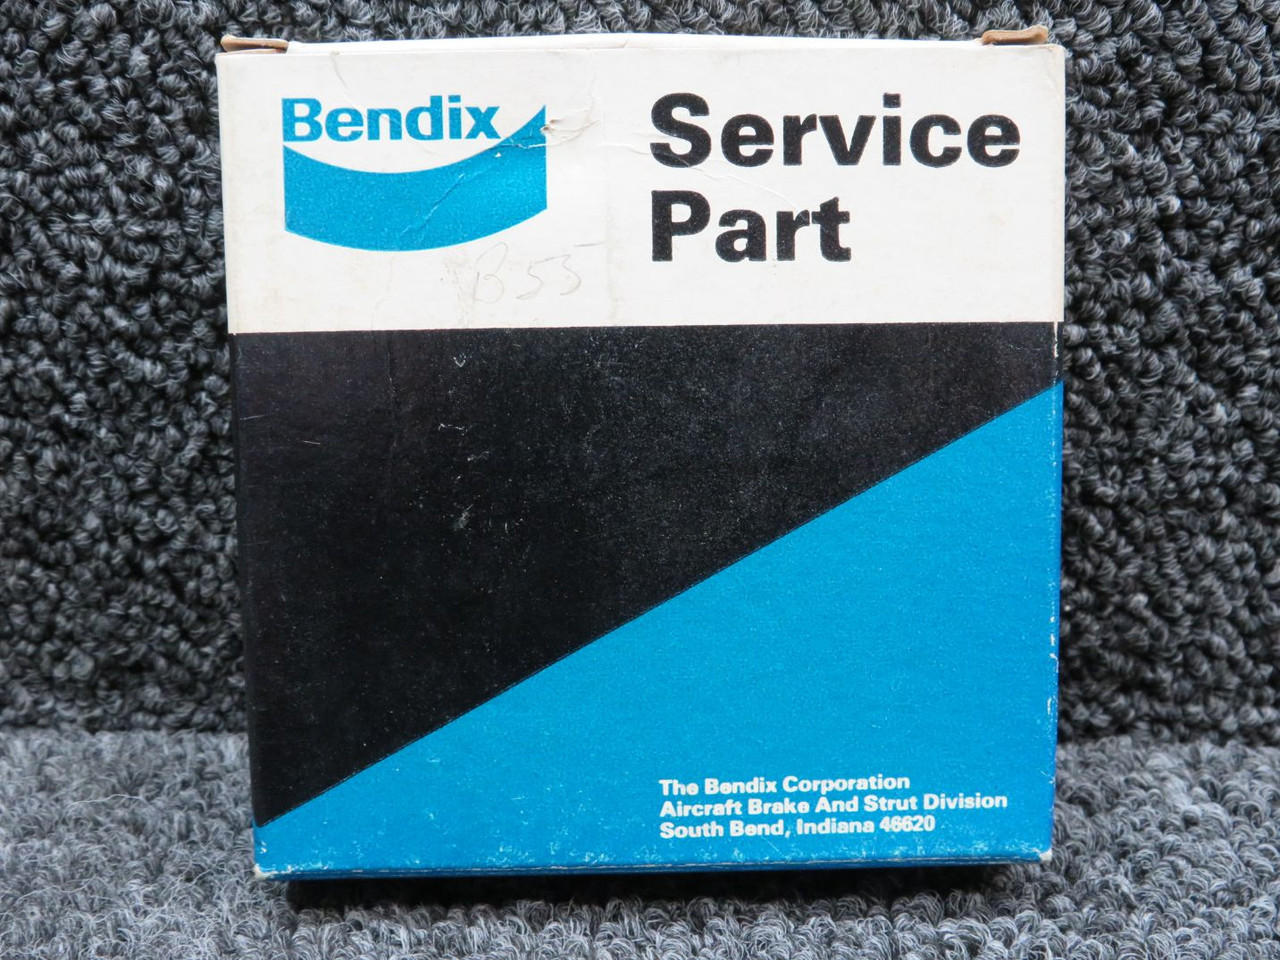 Bendix
Service
Part
B55
The Bendix Corporation
Aircraft Brake And Strut Division
South Bend, Indiana 46620